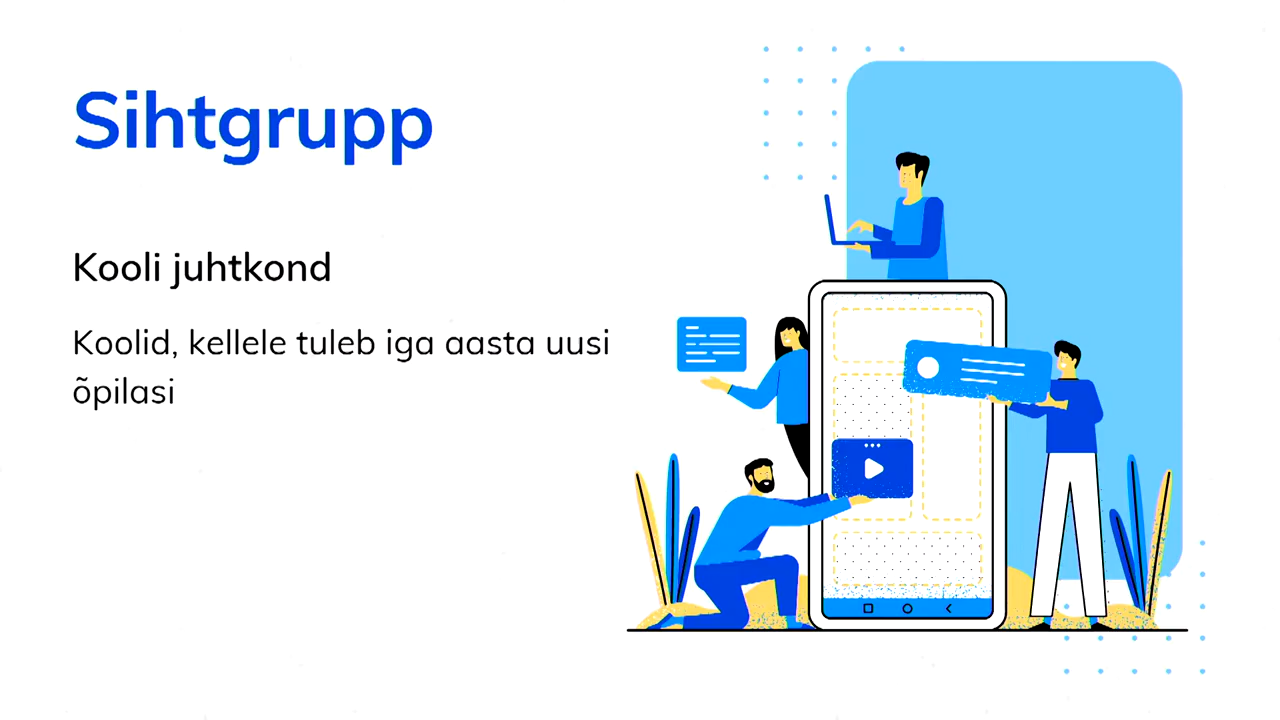 Sihtgrupp
Kooli juhtkond
Koolid, kellele tuleb iga aasta uusi
õpilasi